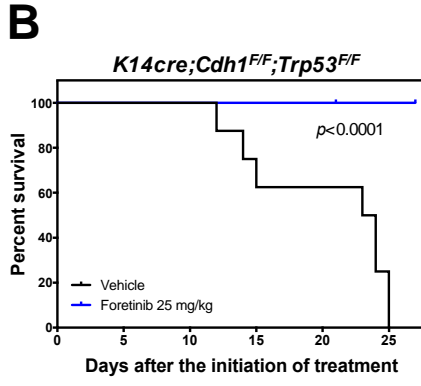 B
K14cre;Cdh1F/F;Trp53F/F
100
80
60
40
20
0
Percent survival
p<0.0001
Vehicle
Foretinib 25 mg/kg
0 5 10 15 20 25
Days after the initiation of treatment